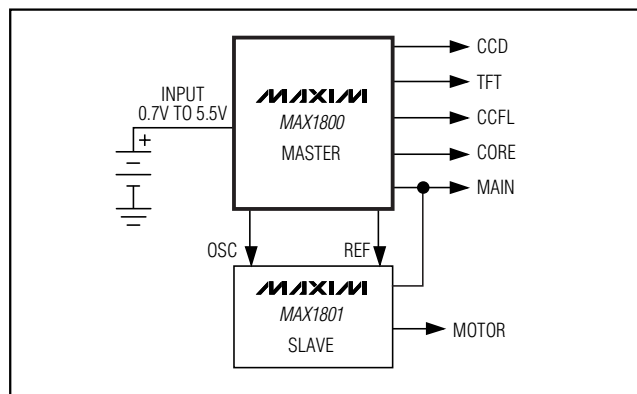 INPUT
0.7V TO 5.5V
+
MAXIM
MAX1800
MASTER
CCD
TFT
CCFL
CORE
MAIN
OSC
REF
MAXIM
MAX1801
SLAVE
MOTOR